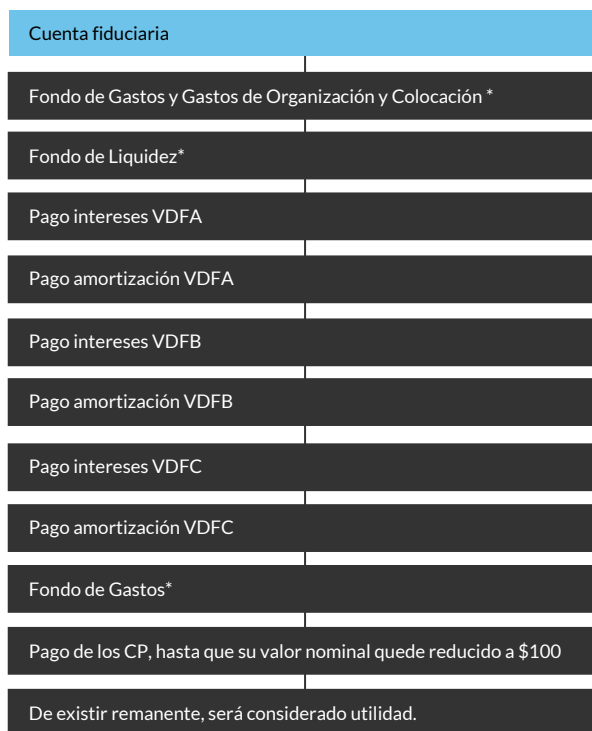 Cuenta fiduciaria
Fondo de Gastos y Gastos de Organización y Colocación *
Fondo de Liquidez*
Pago intereses VDFA
Pago amortización VDFA
Pago intereses VDFB
Pago amortización VDFB
Pago intereses VDFC
Pago amortización VDFC
Fondo de Gastos*
Pago de los CP, hasta que su valor nominal quede reducido a $100
De existir remanente, será considerado utilidad.